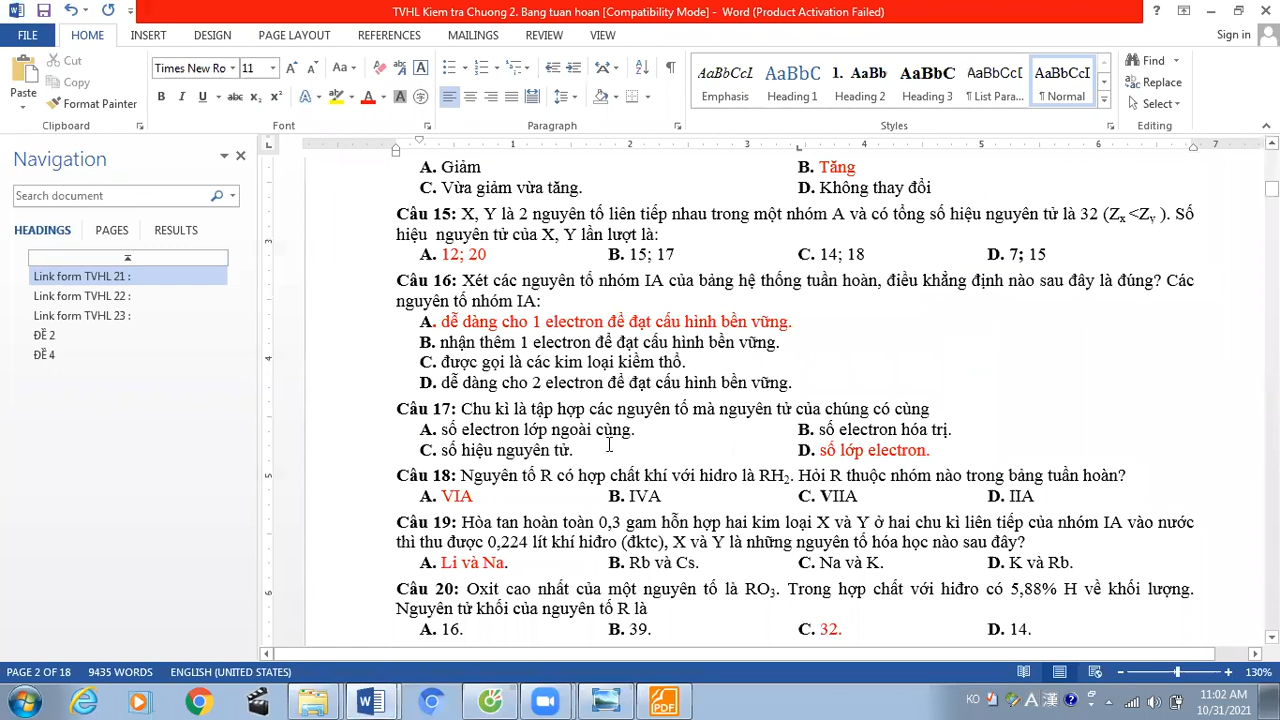 TVHL Kiem tra Chuong 2. Bang tuan hoan [Compatibility Mode] - Word (Product Activation Failed)
FILE HOME INSERT DESIGN PAGE LAYOUT REFERENCES MAILINGS REVIEW VIEW Sign in
Paste
Cut
Copy
Format Painter
Clipboard
Times New Ro 11
Font
Paragraph
AaBbCcI AaBbC 1. AaBb AaBbC AaBbCcD AaBbCcI
Emphasis Heading 1 Heading 2 Heading 3 ¶ List Para... ¶ Normal
Styles
Find
Replace
Select
Editing
Navigation
Search document
HEADINGS PAGES RESULTS
Link form TVHL 21 :
Link form TVHL 22 :
Link form TVHL 23 :
ĐỀ 2
ĐỀ 4
1 2 3 4 5 6 7
3
4
5
6
A. Giảm B. Tăng
C. Vừa giảm vừa tăng. D. Không thay đổi
Câu 15: X, Y là 2 nguyên tố liên tiếp nhau trong một nhóm A và có tổng số hiệu nguyên tử là 32 (Zx <Zy ). Số
hiệu nguyên tử của X, Y lần lượt là:
A. 12; 20 B. 15; 17 C. 14; 18 D. 7; 15
Câu 16: Xét các nguyên tố nhóm IA của bảng hệ thống tuần hoàn, điều khẳng định nào sau đây là đúng? Các
nguyên tố nhóm IA:
A. dễ dàng cho 1 electron để đạt cấu hình bền vững.
B. nhận thêm 1 electron để đạt cấu hình bền vững.
C. được gọi là các kim loại kiềm thổ.
D. dễ dàng cho 2 electron để đạt cấu hình bền vững.
Câu 17: Chu kì là tập hợp các nguyên tố mà nguyên tử của chúng có cùng
A. số electron lớp ngoài cùng. B. số electron hóa trị.
C. số hiệu nguyên tử. D. số lớp electron.
Câu 18: Nguyên tố R có hợp chất khí với hiđro là RH2. Hỏi R thuộc nhóm nào trong bảng tuần hoàn?
A. VIA B. IVA C. VIIA D. IIA
Câu 19: Hòa tan hoàn toàn 0,3 gam hỗn hợp hai kim loại X và Y ở hai chu kì liên tiếp của nhóm IA vào nước
thì thu được 0,224 lít khí hiđro (đktc), X và Y là những nguyên tố hóa học nào sau đây?
A. Li và Na. B. Rb và Cs. C. Na và K. D. K và Rb.
Câu 20: Oxit cao nhất của một nguyên tố là RO3. Trong hợp chất với hiđro có 5,88% H về khối lượng.
Nguyên tử khối của nguyên tố R là
A. 16. B. 39. C. 32. D. 14.
PAGE 2 OF 18 9435 WORDS ENGLISH (UNITED STATES) 130%
KO 11:02 AM
10/31/2021